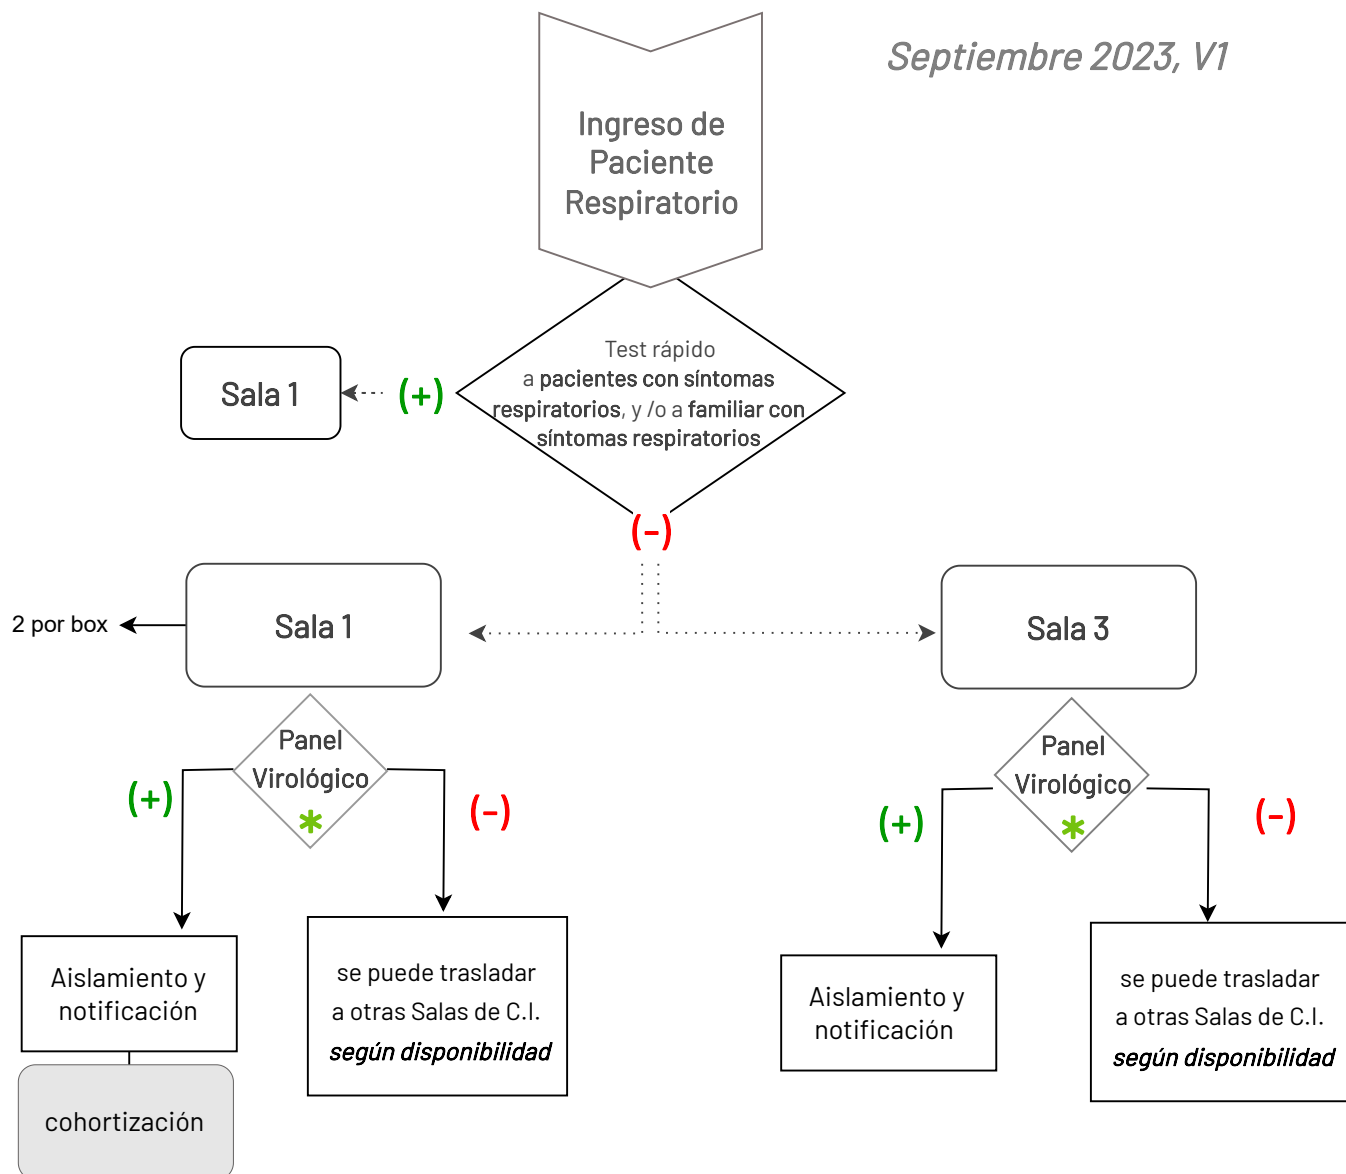 Septiembre 2023, V1
Ingreso de
Paciente
Respiratorio
Test rápido
a pacientes con síntomas
respiratorios, y /o a familiar con
síntomas respiratorios
(+)
Sala 1
(-)
2 por box
Sala 1
Sala 3
Panel
Virológico
*
(+)
(-)
Panel
Virológico
*
(+)
(-)
Aislamiento y
notificación
se puede trasladar
a otras Salas de C.I.
según disponibilidad
Aislamiento y
notificación
se puede trasladar
a otras Salas de C.I.
según disponibilidad
cohortización